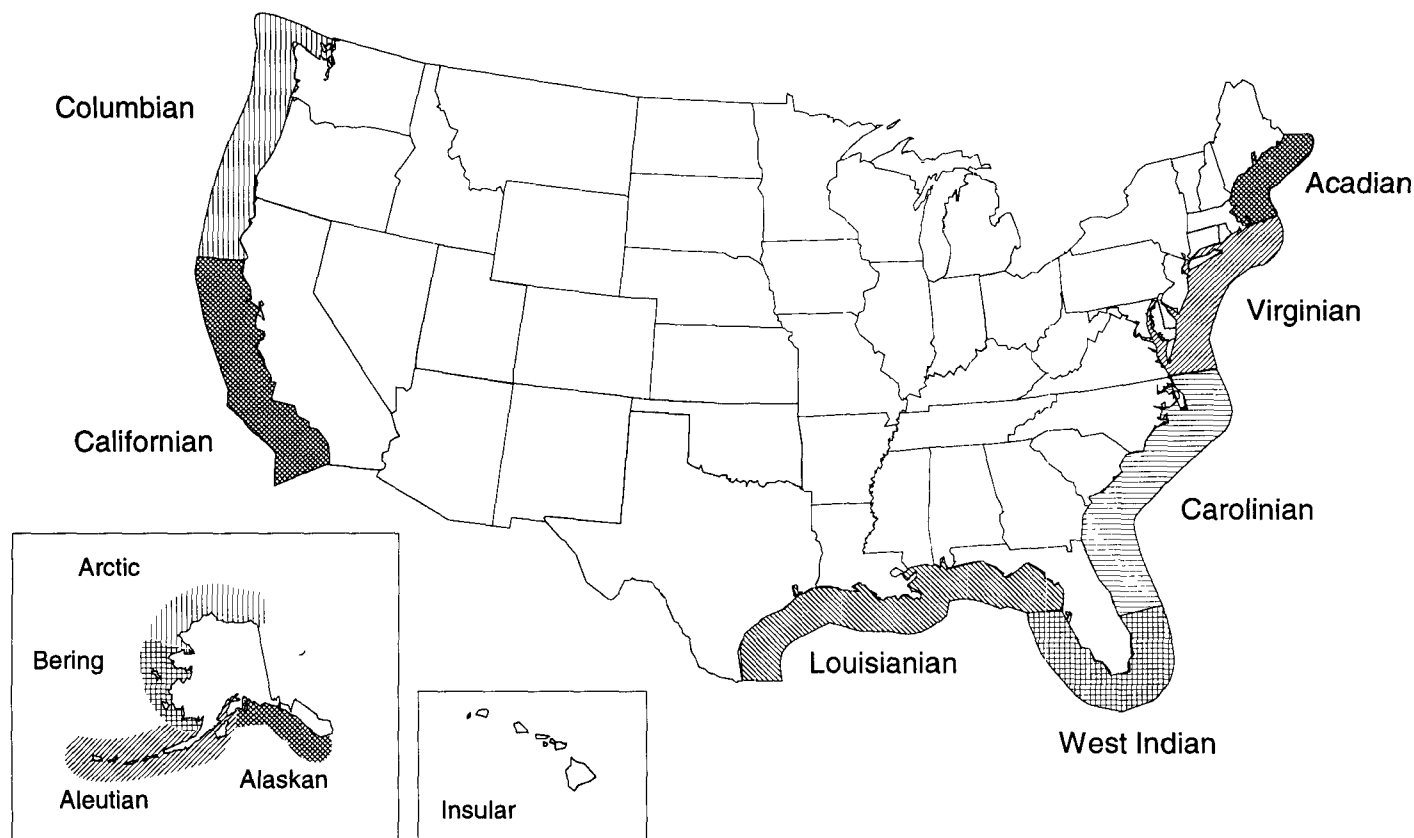 Columbian
Acadian
Virginian
Californian
Carolinian
Arctic
Bering
Louisianian
West Indian
Alaskan
Aleutian
Insular